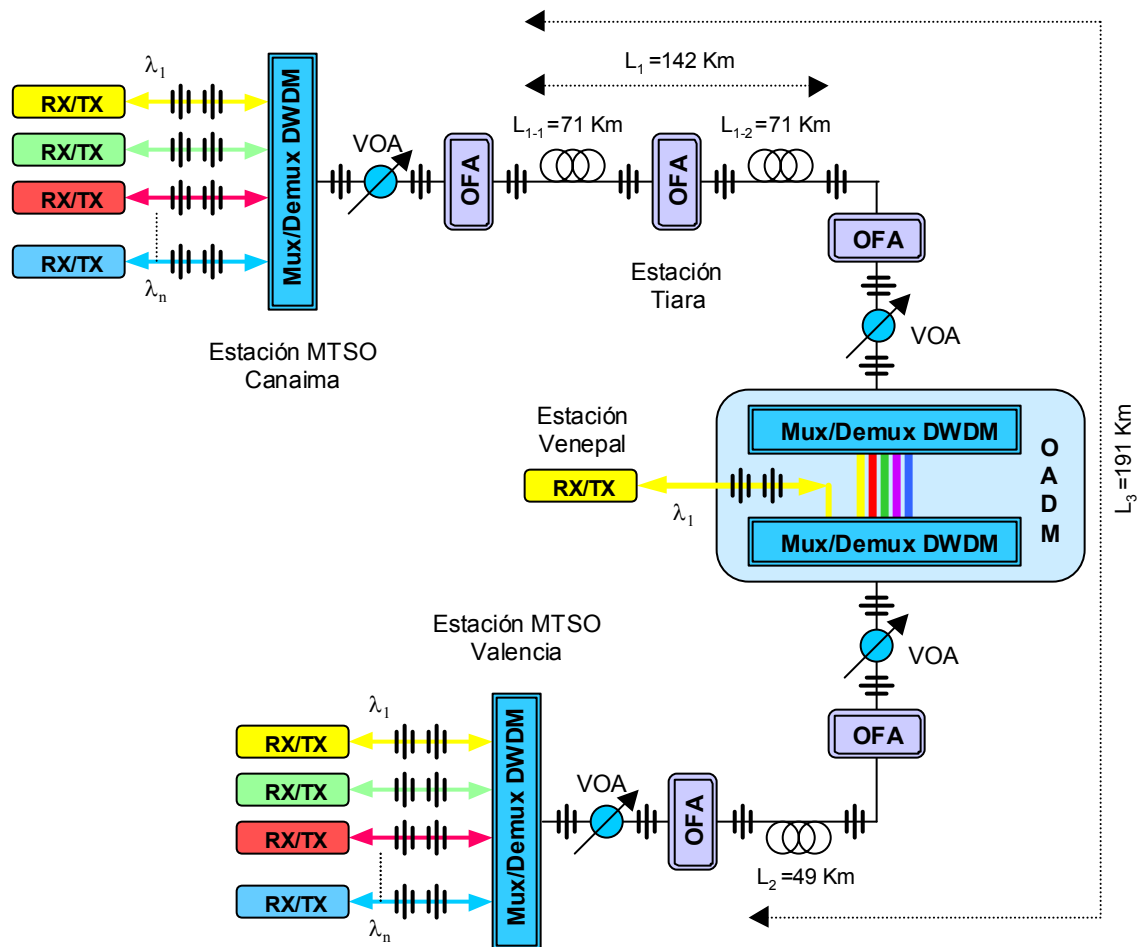 λ1
RX/TX
RX/TX
RX/TX
RX/TX
λn
Mux/Demux DWDM
Estación MTSO
Canaima
VOA
OFA
L1 =142 Km
L1-1=71 Km
L1-2=71 Km
OFA
Estación
Tiara
OFA
VOA
Estación
Venepal
RX/TX
λ1
Mux/Demux DWDM
Mux/Demux DWDM
O
A
D
M
L3 =191 Km
VOA
OFA
Estación MTSO
Valencia
λ1
RX/TX
RX/TX
RX/TX
RX/TX
λn
Mux/Demux DWDM
VOA
OFA
L2 =49 Km